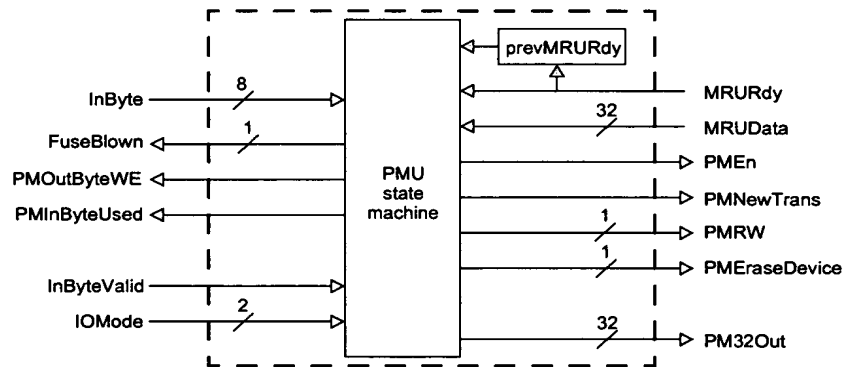 prevMRURdy
InByte
8
MRURdy
FuseBlown
1
32
MRUData
PMU
state
machine
PMOutByteWE
PMEn
PMInByteUsed
PMNewTrans
1
PMRW
1
PMEraseDevice
InByteValid
IOMode
2
32
PM32Out